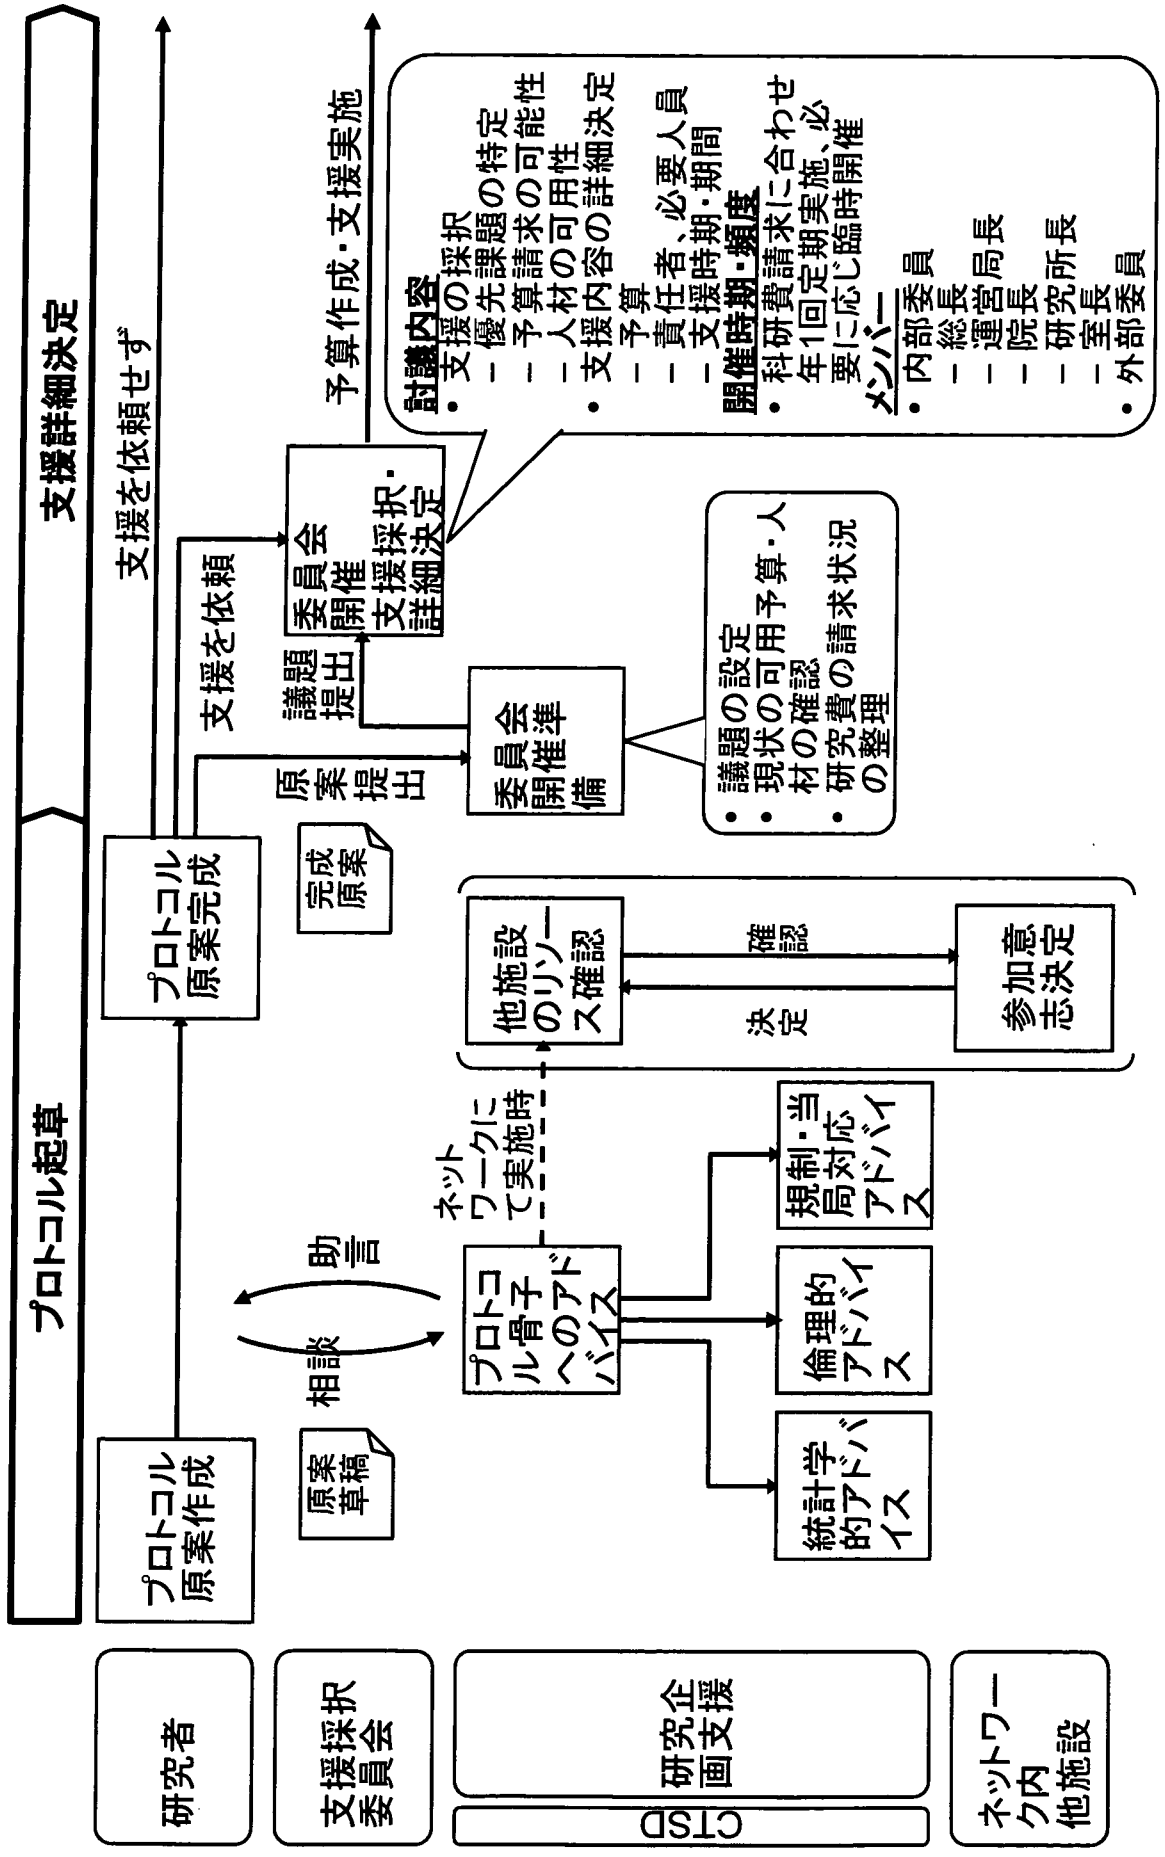 プロトコル起草
支援詳細決定
研究者
支援採択
委員会
CTSD
研究企
画支援
ネットワー
ク内
他施設
プロトコル
原案作成
プロトコル
原案完成
支援を依頼せず
支援を依頼
原案
草稿
相談
助言
完成
原案
原案
提出
議題
提出
委員会
開催
支援採択・
支援
詳細決定
予算作成・支援実施
プロトコ
ル骨子
へのアド
バイス
ネット
ワークに
て実施時
他施設
のリソー
ス確認
委員会
開催準
備
統計学
的アドバ
イス
倫理的
アドバイ
ス
規制・当
局対応
アドバイ
ス
決定
確認
参加意
志決定
• 議題の設定
• 現状の可用予算・人
材の確認
• 研究費の請求状況
の整理
討議内容
• 支援の採択
– 優先課題の特定
– 予算請求の可能性
– 人材の可用性
• 支援内容の詳細決定
– 予算
– 責任者、必要人員
– 支援時期・期間
開催時期・頻度
• 科研費請求に合わせ
年1回定期実施、必
要に応じ臨時開催
メンバー
• 内部委員
– 総長
– 運営局長
– 院長
– 研究所長
– 室長
• 外部委員